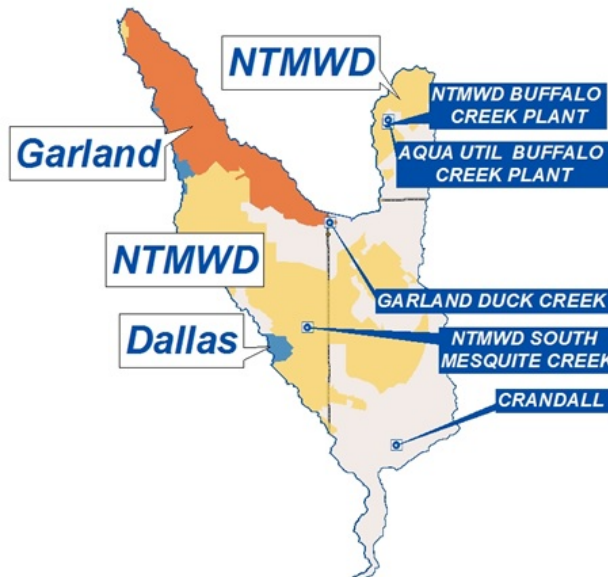 NTMWD
NTMWD BUFFALO
CREEK PLANT
Garland
AQUA UTIL BUFFALO
CREEK PLANT
NTMWD
GARLAND DUCK CREEK
Dallas
NTMWD SOUTH
MESQUITE CREEK
CRANDALL